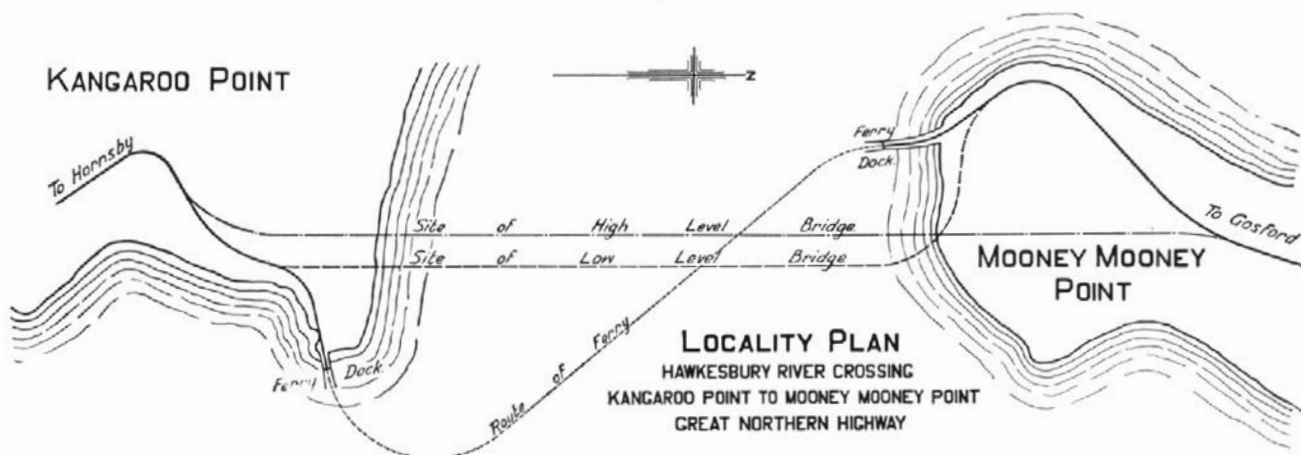 KANGAROO POINT
Z
To Hornsby
Ferry
Dock.
Site of High Level Bridge
Site of Low Level Bridge
To Gosford
MOONEY MOONEY
POINT
Ferry Dock.
Route of Ferry
LOCALITY PLAN
HAWKESBURY RIVER CROSSING
KANGAROO POINT TO MOONEY MOONEY POINT
GREAT NORTHERN HIGHWAY